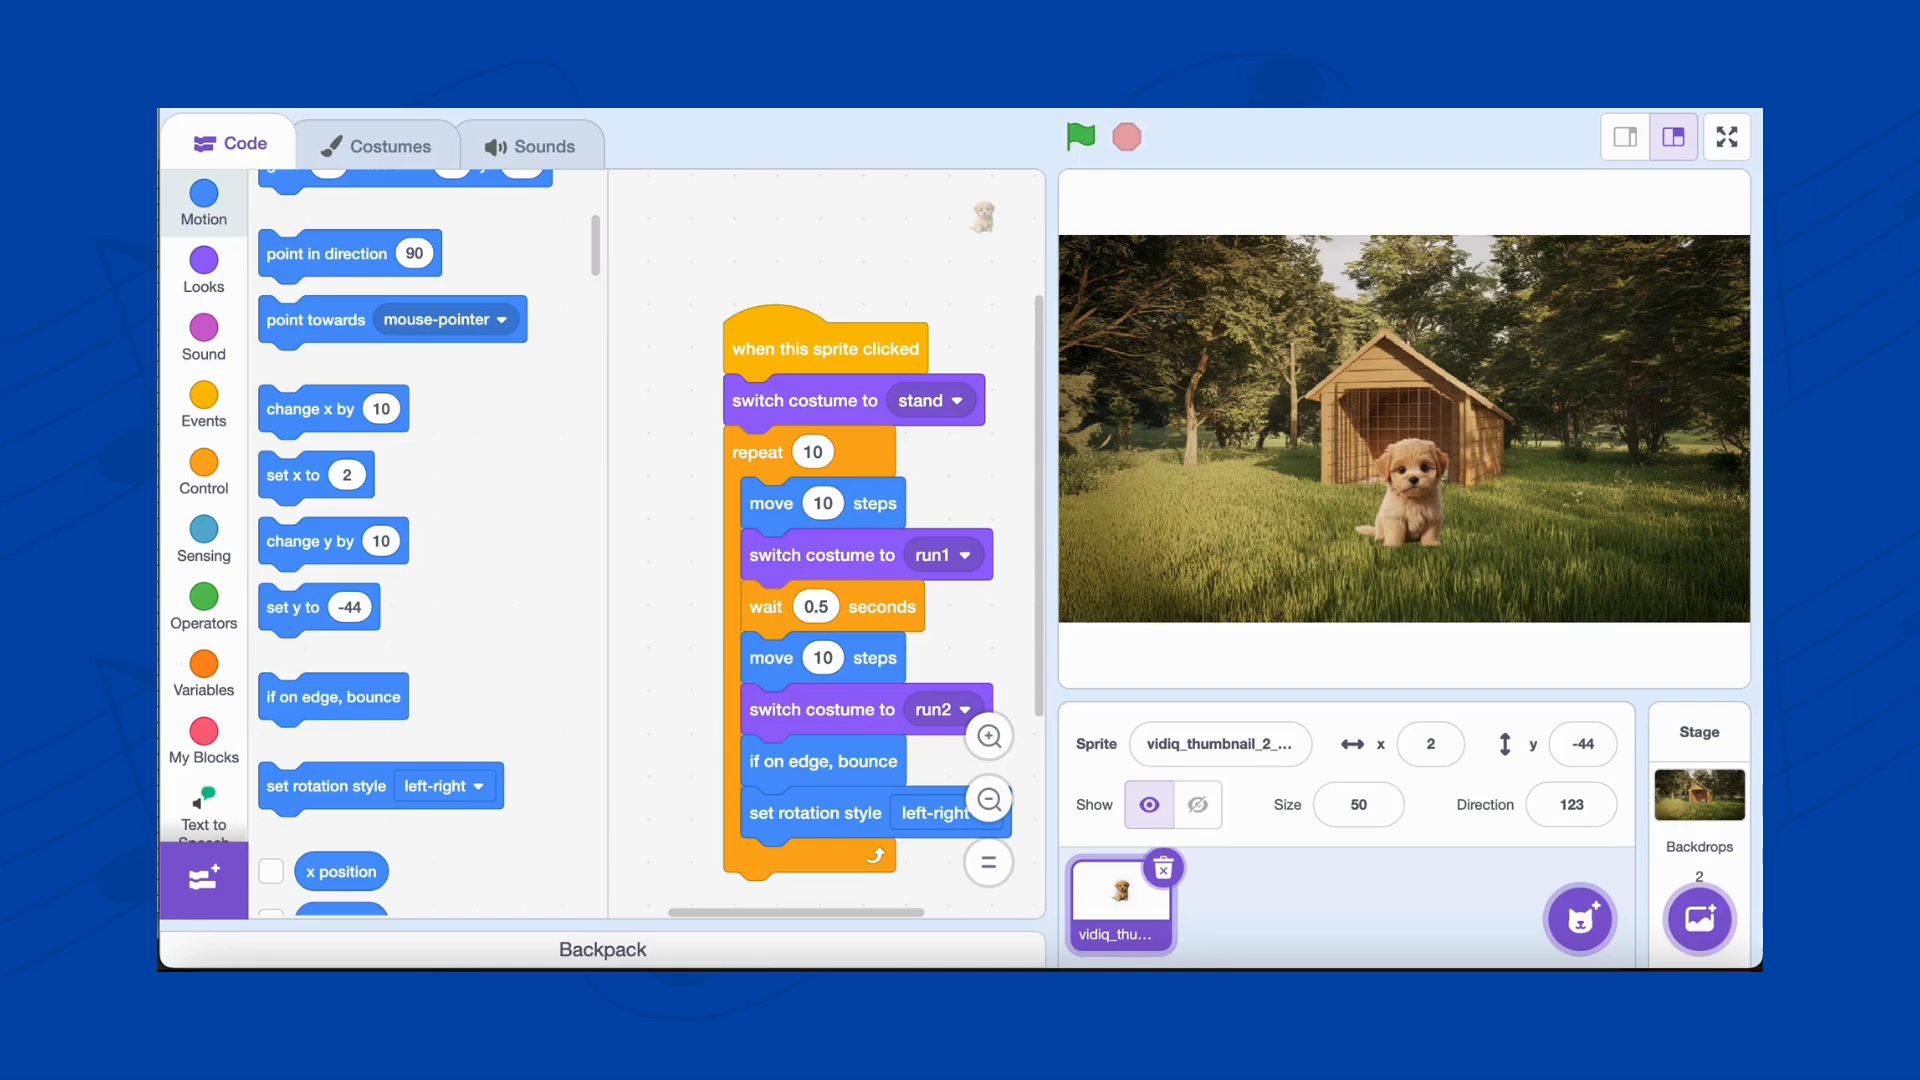 Code
Costumes
Sounds
Motion
Looks
Sound
Events
Control
Sensing
Operators
Variables
My Blocks
Text to
point in direction 90
point towards mouse-pointer
change x by 10
set x to 2
change y by 10
set y to -44
if on edge, bounce
set rotation style left-right
x position
when this sprite clicked
switch costume to stand
repeat 10
move 10 steps
switch costume to run1
wait 0.5 seconds
move 10 steps
switch costume to run2
if on edge, bounce
set rotation style left-right
Backpack
Sprite vidiq_thumbnail_2_... x 2 y -44
Show Size 50 Direction 123
vidiq_thu...
Stage
Backdrops
2